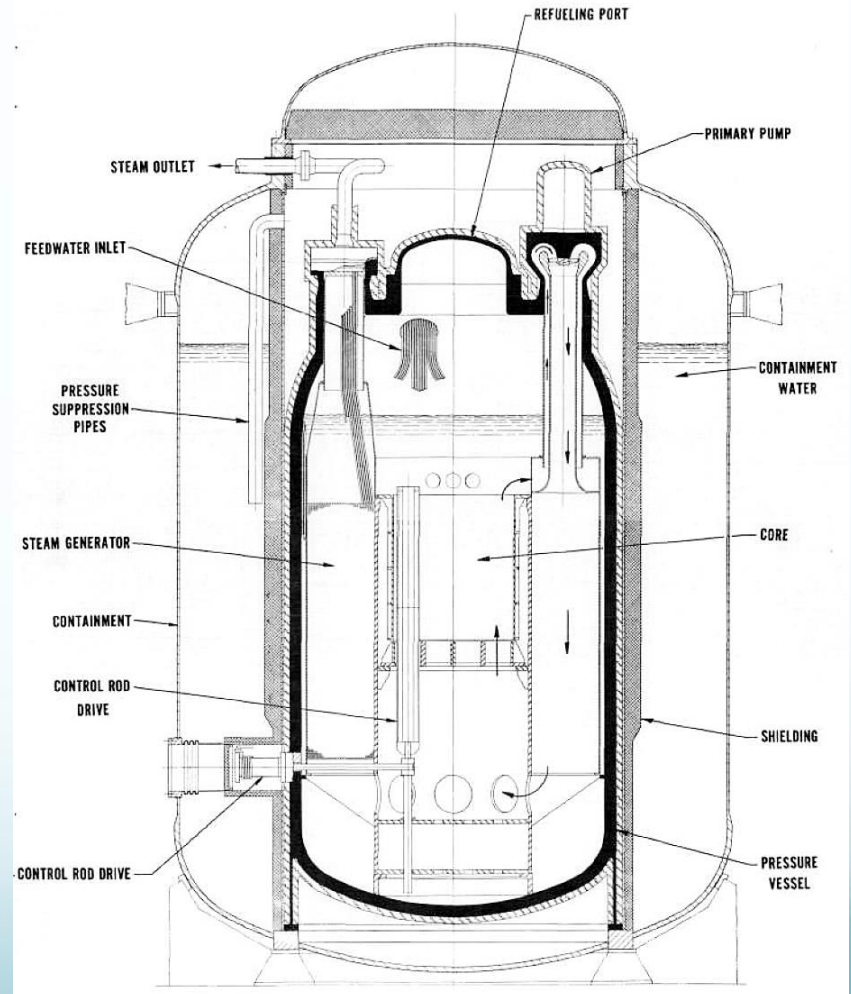 REFUELING PORT
PRIMARY PUMP
STEAM OUTLET
FEEDWATER INLET
CONTAINMENT
WATER
PRESSURE
SUPPRESSION
PIPES
CORE
STEAM GENERATOR
CONTAINMENT
CONTROL ROD
DRIVE
SHIELDING
PRESSURE
VESSEL
CONTROL ROD DRIVE